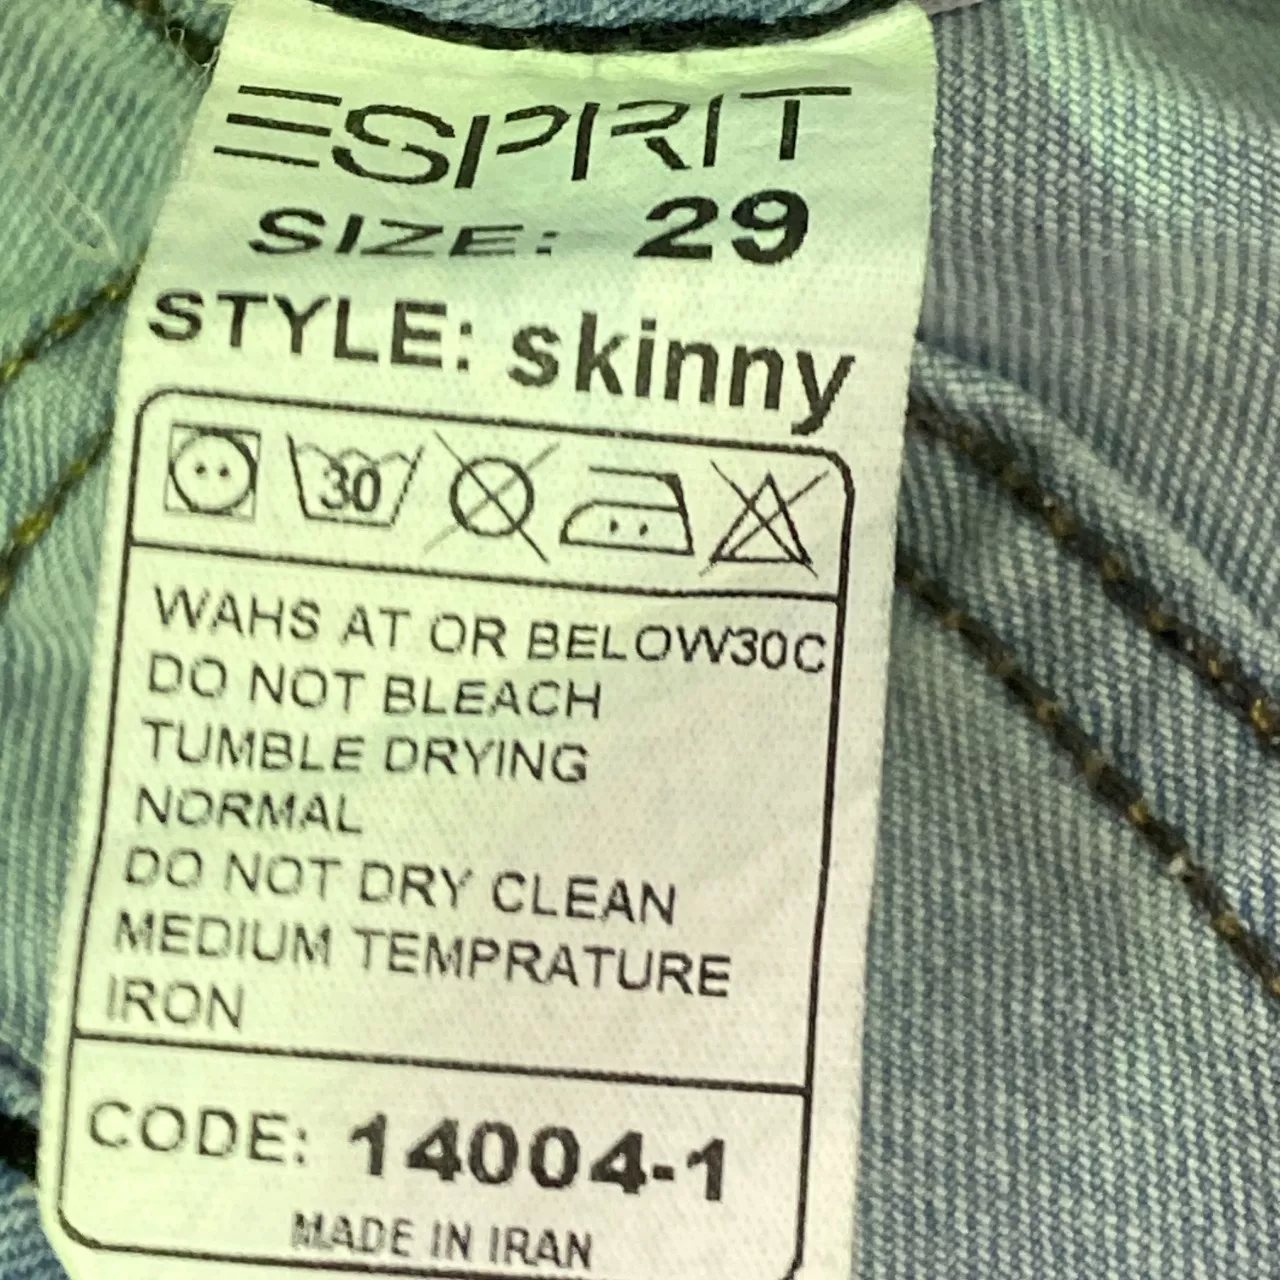 ESPRIT
SIZE: 29
STYLE: skinny
30
WAHS AT OR BELOW30C
DO NOT BLEACH
TUMBLE DRYING
NORMAL
DO NOT DRY CLEAN
MEDIUM TEMPRATURE
IRON
CODE: 14004-1
MADE IN IRAN